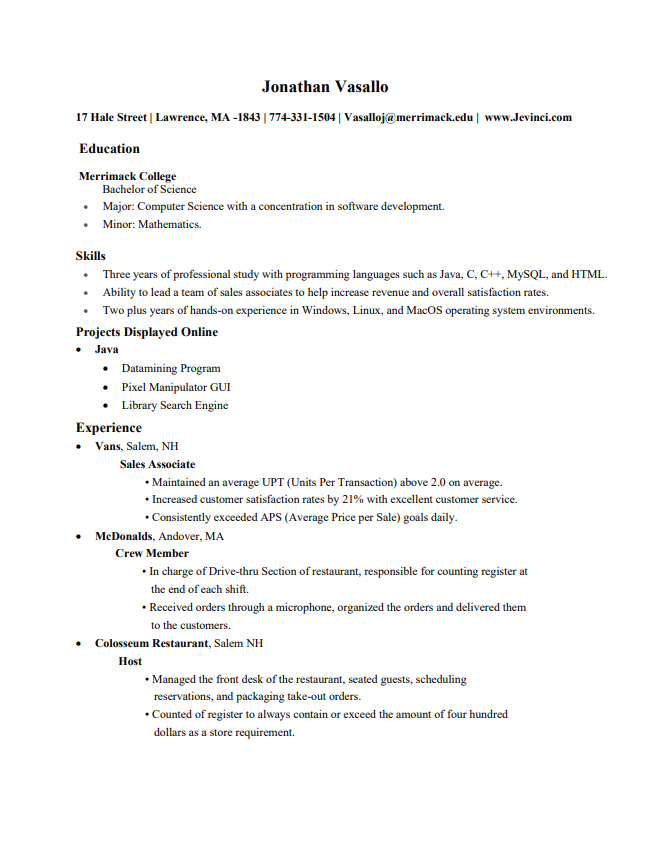 Jonathan Vasallo
17 Hale Street | Lawrence, MA -1843 | 774-331-1504 | Vasalloj@merrimack.edu | www.Jevinci.com
Education
Merrimack College
Bachelor of Science
• Major: Computer Science with a concentration in software development.
• Minor: Mathematics.
Skills
• Three years of professional study with programming languages such as Java, C, C++, MySQL, and HTML.
• Ability to lead a team of sales associates to help increase revenue and overall satisfaction rates.
• Two plus years of hands-on experience in Windows, Linux, and MacOS operating system environments.
Projects Displayed Online
• Java
• Datamining Program
• Pixel Manipulator GUI
• Library Search Engine
Experience
• Vans, Salem, NH
Sales Associate
• Maintained an average UPT (Units Per Transaction) above 2.0 on average.
• Increased customer satisfaction rates by 21% with excellent customer service.
• Consistently exceeded APS (Average Price per Sale) goals daily.
• McDonalds, Andover, MA
Crew Member
• In charge of Drive-thru Section of restaurant, responsible for counting register at
the end of each shift.
• Received orders through a microphone, organized the orders and delivered them
to the customers.
• Colosseum Restaurant, Salem NH
Host
• Managed the front desk of the restaurant, seated guests, scheduling
reservations, and packaging take-out orders.
• Counted of register to always contain or exceed the amount of four hundred
dollars as a store requirement.